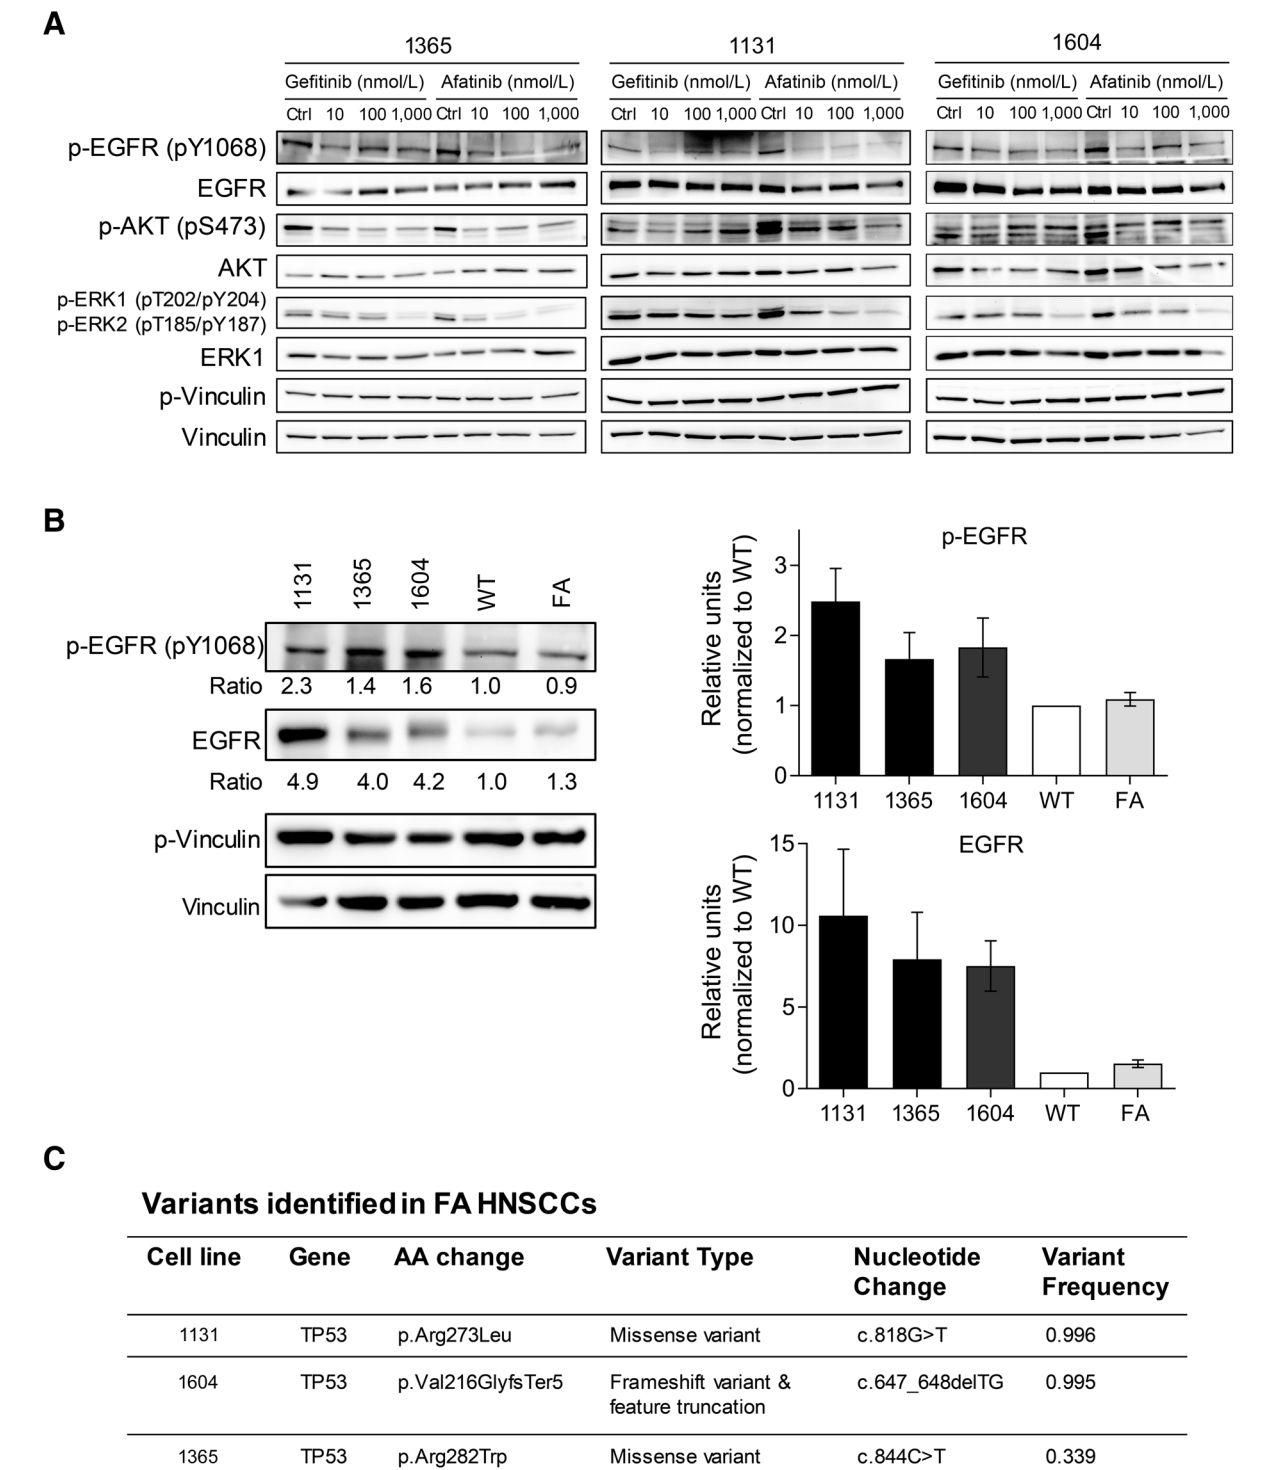 A
1365 1131 1604
Gefitinib (nmol/L) Afatinib (nmol/L) Gefitinib (nmol/L) Afatinib (nmol/L) Gefitinib (nmol/L) Afatinib (nmol/L)
Ctrl 10 100 1,000 Ctrl 10 100 1,000 Ctrl 10 100 1,000 Ctrl 10 100 1,000 Ctrl 10 100 1,000 Ctrl 10 100 1,000
p-EGFR (pY1068)
EGFR
p-AKT (pS473)
AKT
p-ERK1 (pT202/pY204)
p-ERK2 (pT185/pY187)
ERK1
p-Vinculin
Vinculin
B
1131 1365 1604 WT FA
p-EGFR (pY1068)
Ratio 2.3 1.4 1.6 1.0 0.9
EGFR
Ratio 4.9 4.0 4.2 1.0 1.3
p-Vinculin
Vinculin
p-EGFR
Relative units
(normalized to WT)
3
2
1
0
1131 1365 1604 WT FA
EGFR
Relative units
(normalized to WT)
15
10
5
0
1131 1365 1604 WT FA
C
Variants identified in FA HNSCCs
Cell line Gene AA change Variant Type Nucleotide Variant
Change Frequency
1131 TP53 p.Arg273Leu Missense variant c.818G>T 0.996
1604 TP53 p.Val216GlyfsTer5 Frameshift variant & c.647_648delTG 0.995
feature truncation
1365 TP53 p.Arg282Trp Missense variant c.844C>T 0.339